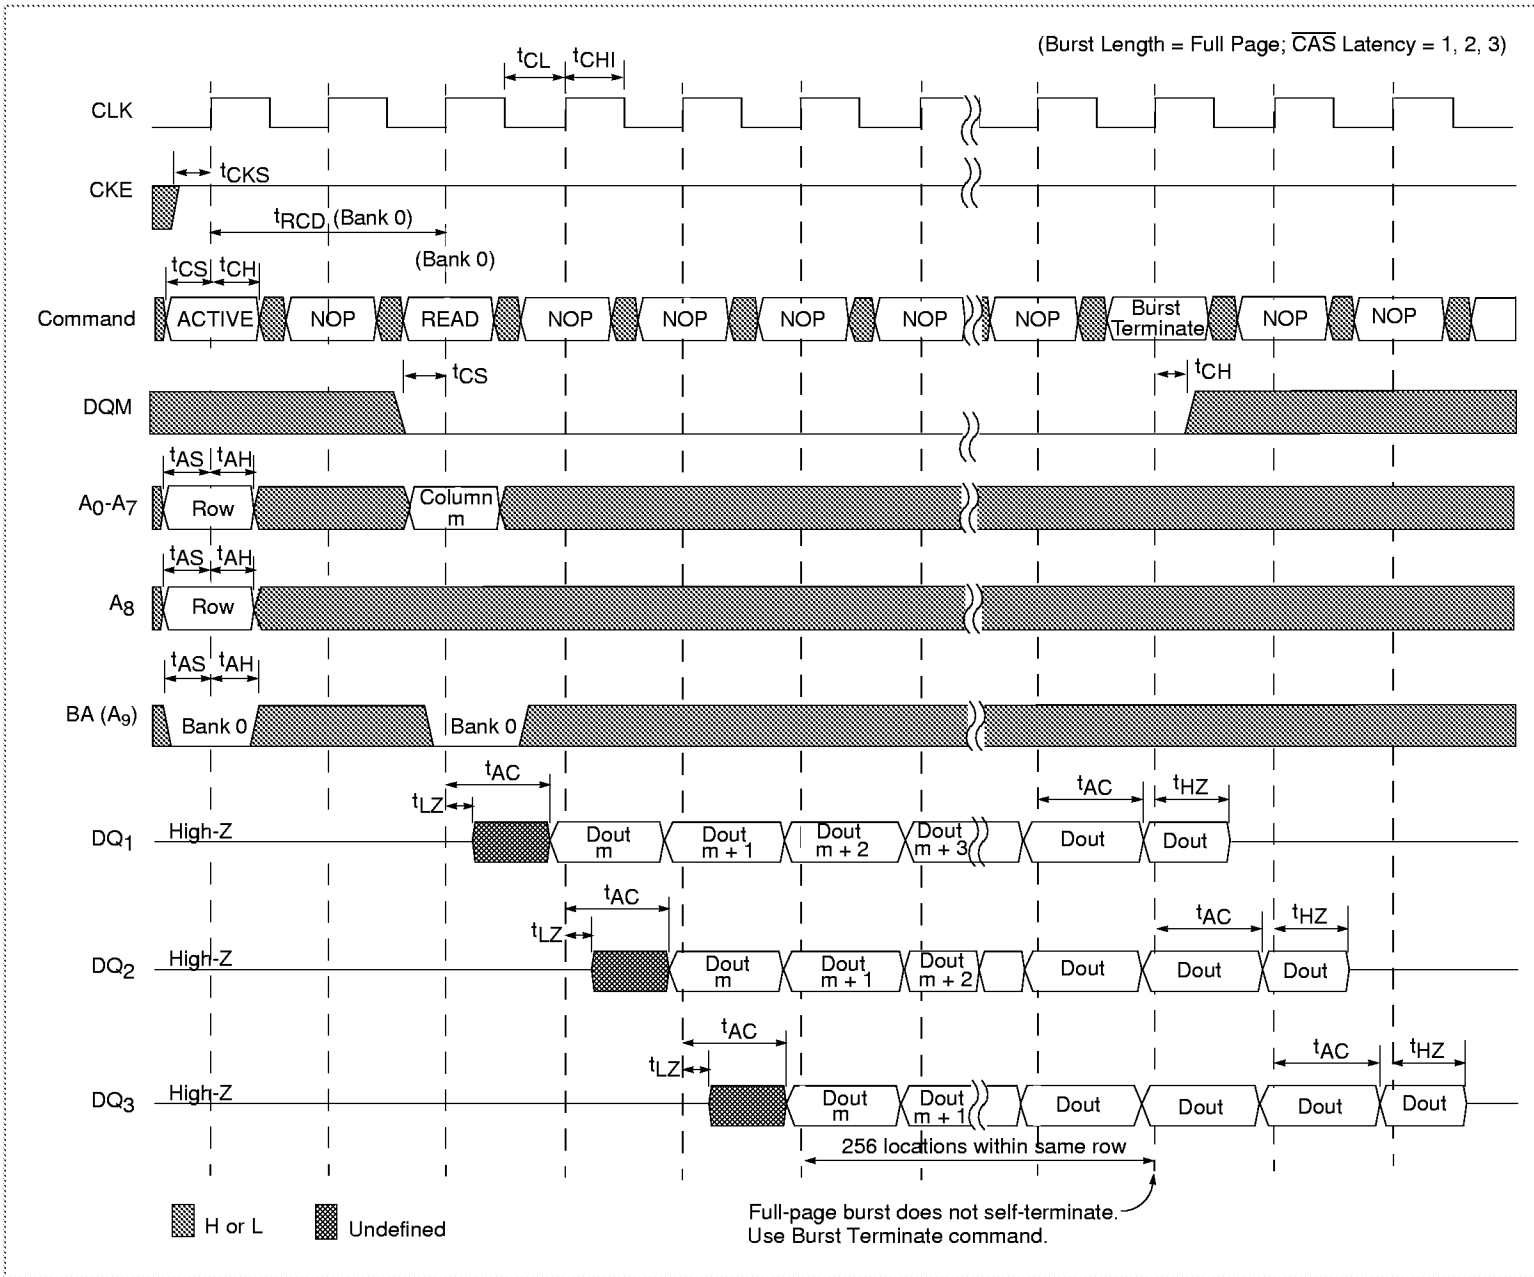 (Burst Length = Full Page; CAS Latency = 1, 2, 3)
tCL tCHI
CLK
tCKS
CKE
tRCD (Bank 0)
(Bank 0)
tCS tCH
Command ACTIVE NOP READ NOP NOP NOP NOP NOP Burst Terminate NOP NOP
tCS tCH
DQM
tAS tAH
A0-A7 Row Column m
tAS tAH
A8 Row
tAS tAH
BA (A9) Bank 0 Bank 0
tAC
tLZ tAC tHZ
DQ1 High-Z Dout m Dout m + 1 Dout m + 2 Dout m + 3 Dout Dout
tAC
tLZ tAC tHZ
DQ2 High-Z Dout m Dout m + 1 Dout m + 2 Dout Dout Dout
tAC
tLZ tAC tHZ
DQ3 High-Z Dout m Dout m + 1 Dout Dout Dout Dout
256 locations within same row
Full-page burst does not self-terminate.
Use Burst Terminate command.
H or L Undefined